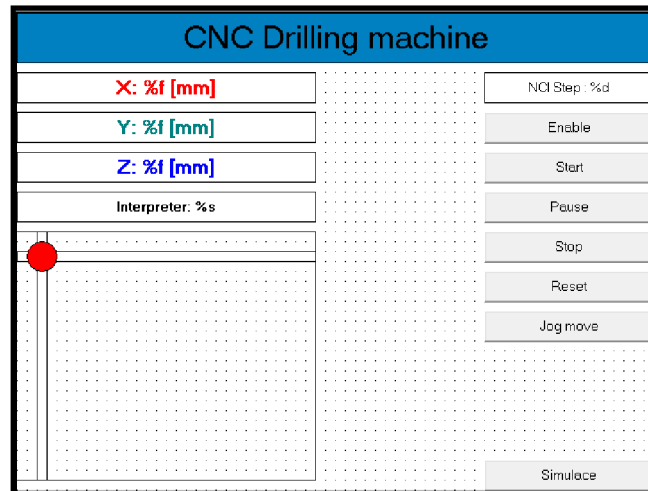 CNC Drilling machine
X: %f [mm]
Y: %f [mm]
Z: %f [mm]
Interpreter: %s
NCI Step : %d
Enable
Start
Pause
Stop
Reset
Jog move
Simulace